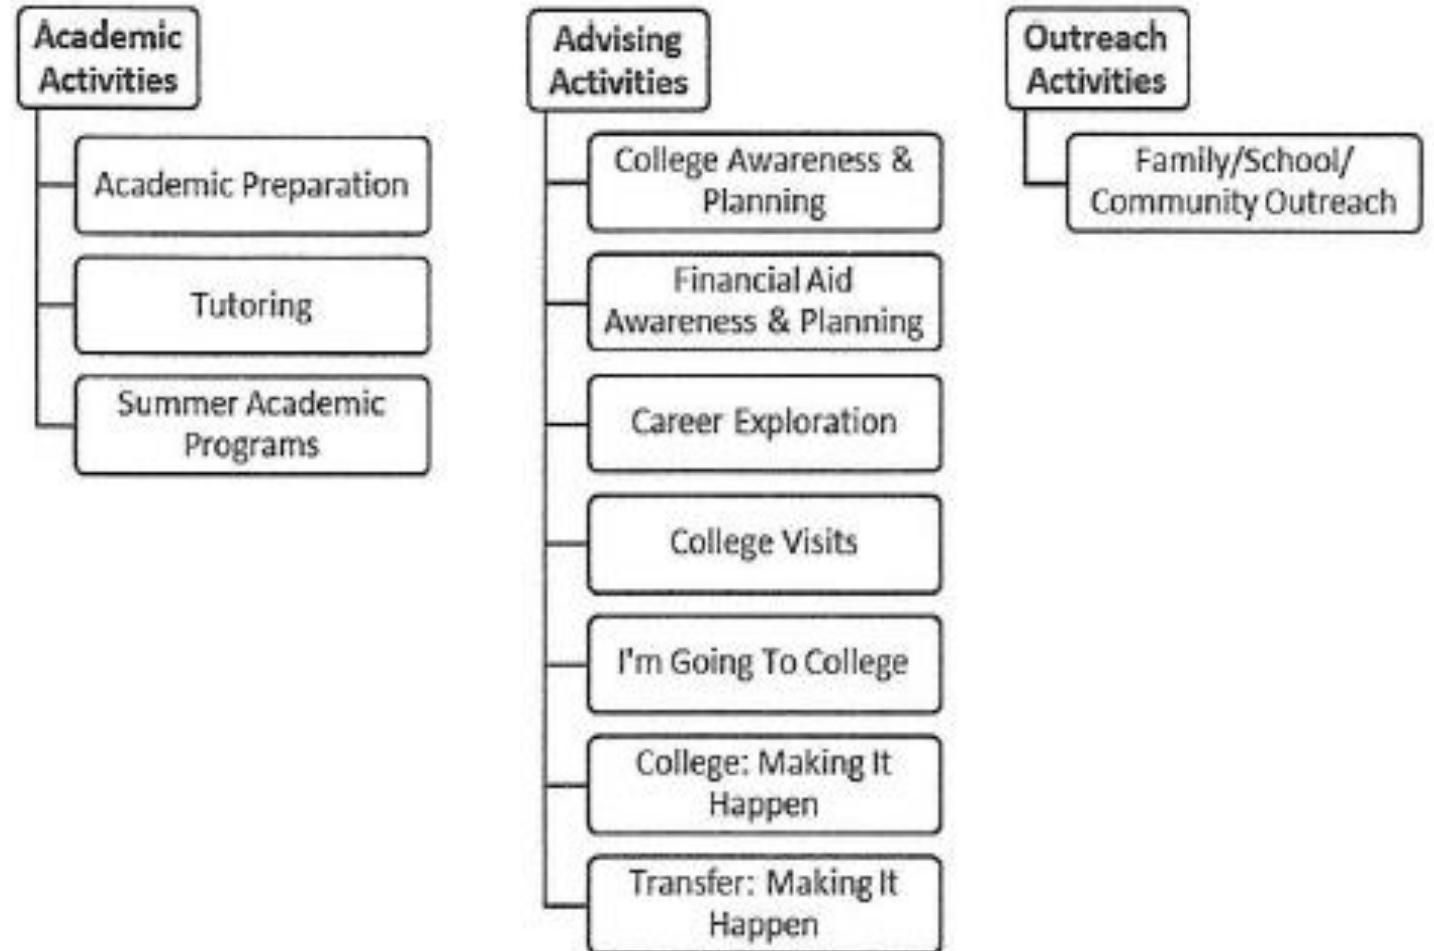 Academic
Activities
Academic Preparation
Tutoring
Summer Academic
Programs
Advising
Activities
College Awareness &
Planning
Financial Aid
Awareness & Planning
Career Exploration
College Visits
I'm Going To College
College: Making It
Happen
Transfer: Making It
Happen
Outreach
Activities
Family/School/
Community Outreach